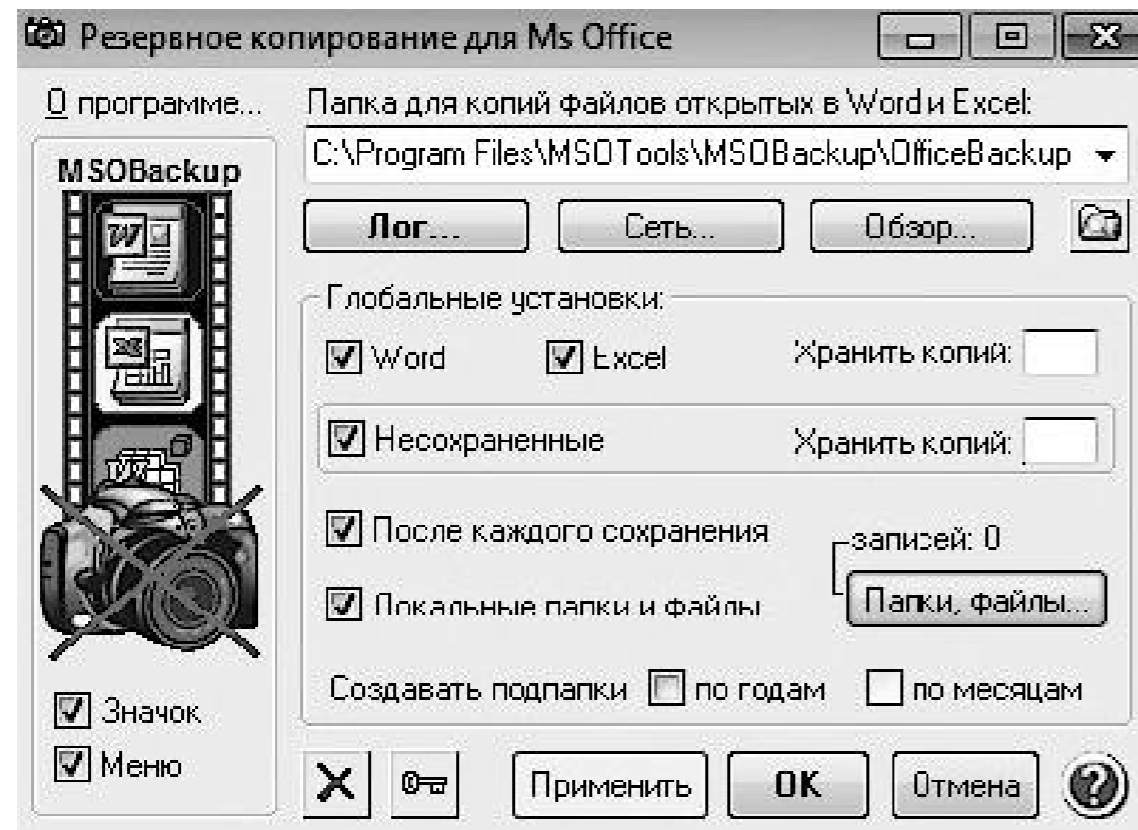 Резервное копирование для Ms Office
О программе...
Папка для копий файлов открытых в Word и Excel:
C:\Program Files\MSOTools\MSOBackup\OfficeBackup
MSOBackup
Лог...
Сеть...
Обзор...
Глобальные установки:
Word
Excel
Хранить копий:
Несохраненные
Хранить копий:
После каждого сохранения
записей: 0
Локальные папки и файлы
Папки, файлы...
Создавать подпапки
по годам
по месяцам
Значок
Меню
Применить
OK
Отмена